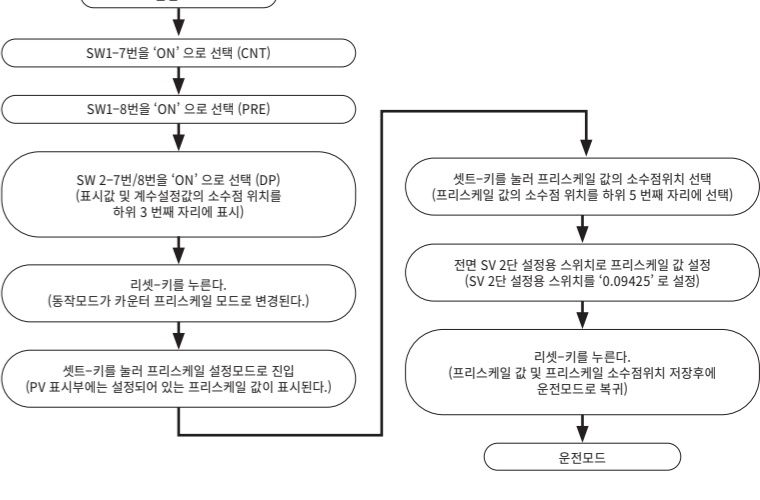 SW1-7번을 ‘ON’ 으로 선택 (CNT)
SW1-8번을 ‘ON’ 으로 선택 (PRE)
SW 2-7번/8번을 ‘ON’ 으로 선택 (DP)
(표시값 및 계수설정값의 소수점 위치를
하위 3 번째 자리에 표시)
리셋-키를 누른다.
(동작모드가 카운터 프리스케일 모드로 변경된다.)
셋트-키를 눌러 프리스케일 설정모드로 진입
(PV 표시부에는 설정되어 있는 프리스케일 값이 표시된다.)
셋트-키를 눌러 프리스케일 값의 소수점위치 선택
(프리스케일 값의 소수점 위치를 하위 5 번째 자리에 선택)
전면 SV 2단 설정용 스위치로 프리스케일 값 설정
(SV 2단 설정용 스위치를 ‘0.09425’ 로 설정)
리셋-키를 누른다.
(프리스케일 값 및 프리스케일 소수점위치 저장후에
운전모드로 복귀)
운전모드